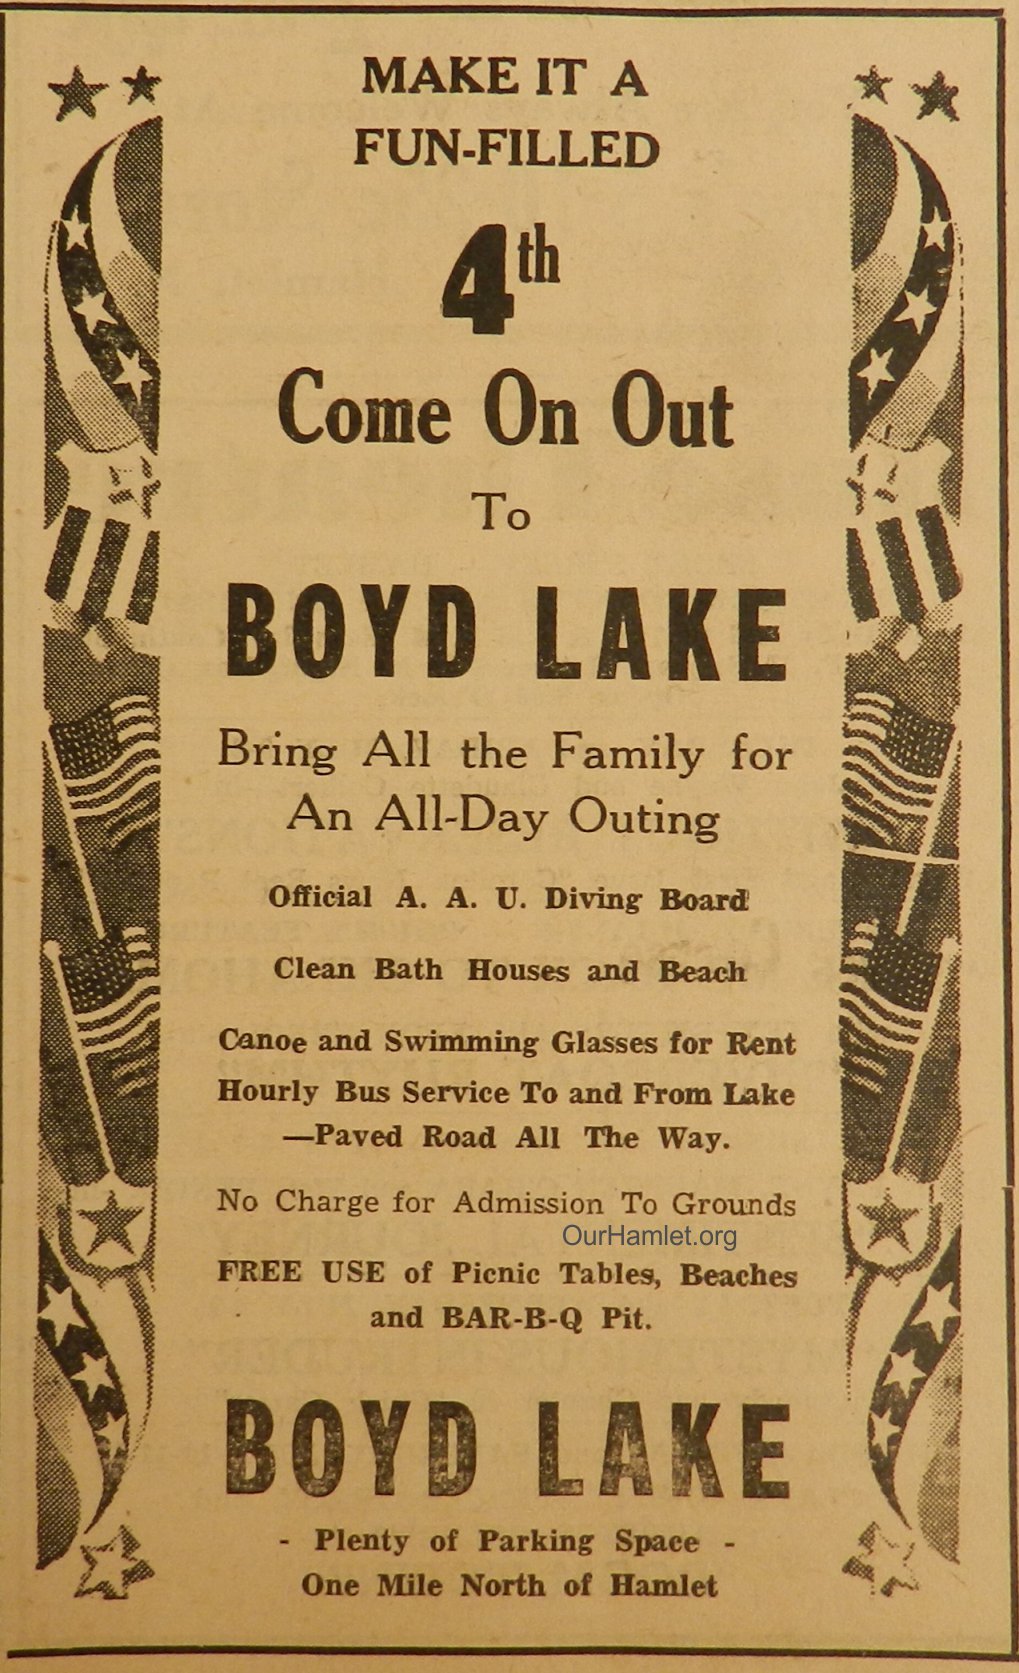 MAKE IT A
FUN-FILLED
4th
Come On Out
To
BOYD LAKE
Bring All the Family for
An All-Day Outing
Official A. A. U. Diving Board
Clean Bath Houses and Beach
Canoe and Swimming Glasses for Rent
Hourly Bus Service To and From Lake
—Paved Road All The Way.
No Charge for Admission To Grounds
OurHamlet.org
FREE USE of Picnic Tables, Beaches
and BAR-B-Q Pit.
BOYD LAKE
- Plenty of Parking Space -
One Mile North of Hamlet